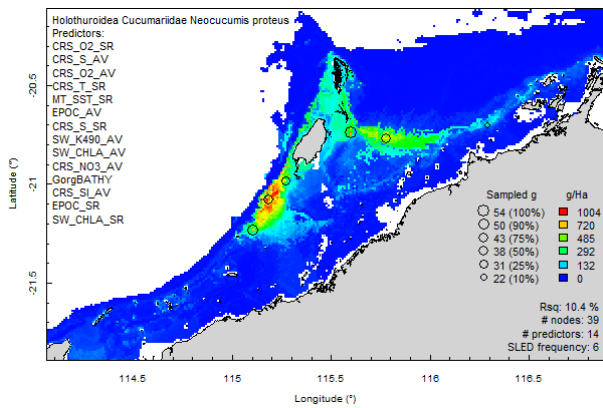 Holothuroidea Cucumariidae Neocucumis proteus
Predictors:
CRS_O2_SR
CRS_S_AV
CRS_O2_AV
CRS_T_SR
MT_SST_SR
EPOC_AV
CRS_S_SR
SW_K490_AV
SW_CHLA_AV
CRS_NO3_AV
GorgBATHY
CRS_SI_AV
EPOC_SR
SW_CHLA_SR
-20.5
-21
-21.5
Latitude (°)
Sampled g g/Ha
54 (100%) 1004
50 (90%) 720
43 (75%) 485
38 (50%) 292
31 (25%) 132
22 (10%) 0
Rsq: 10.4 %
# nodes: 39
# predictors: 14
SLED frequency: 6
114.5 115 115.5 116 116.5
Longitude (°)